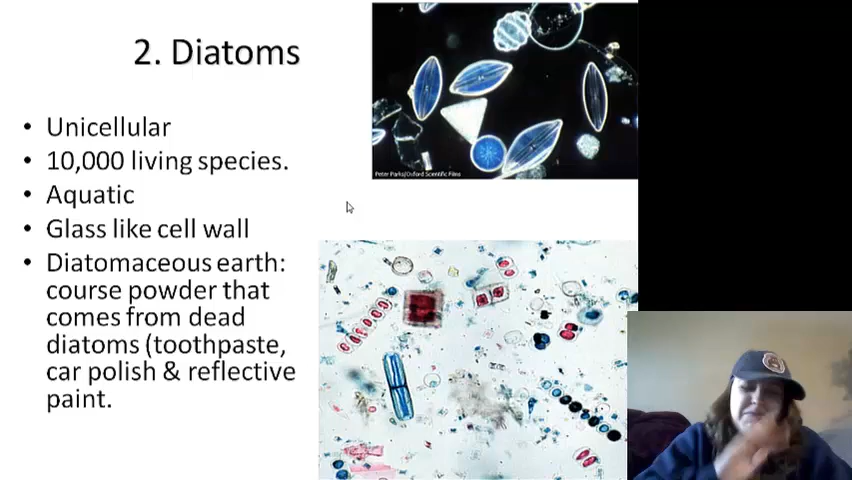 2. Diatoms
• Unicellular
• 10,000 living species.
• Aquatic
• Glass like cell wall
• Diatomaceous earth:
course powder that
comes from dead
diatoms (toothpaste,
car polish & reflective
paint.
Peter Parks/Oxford Scientific Films